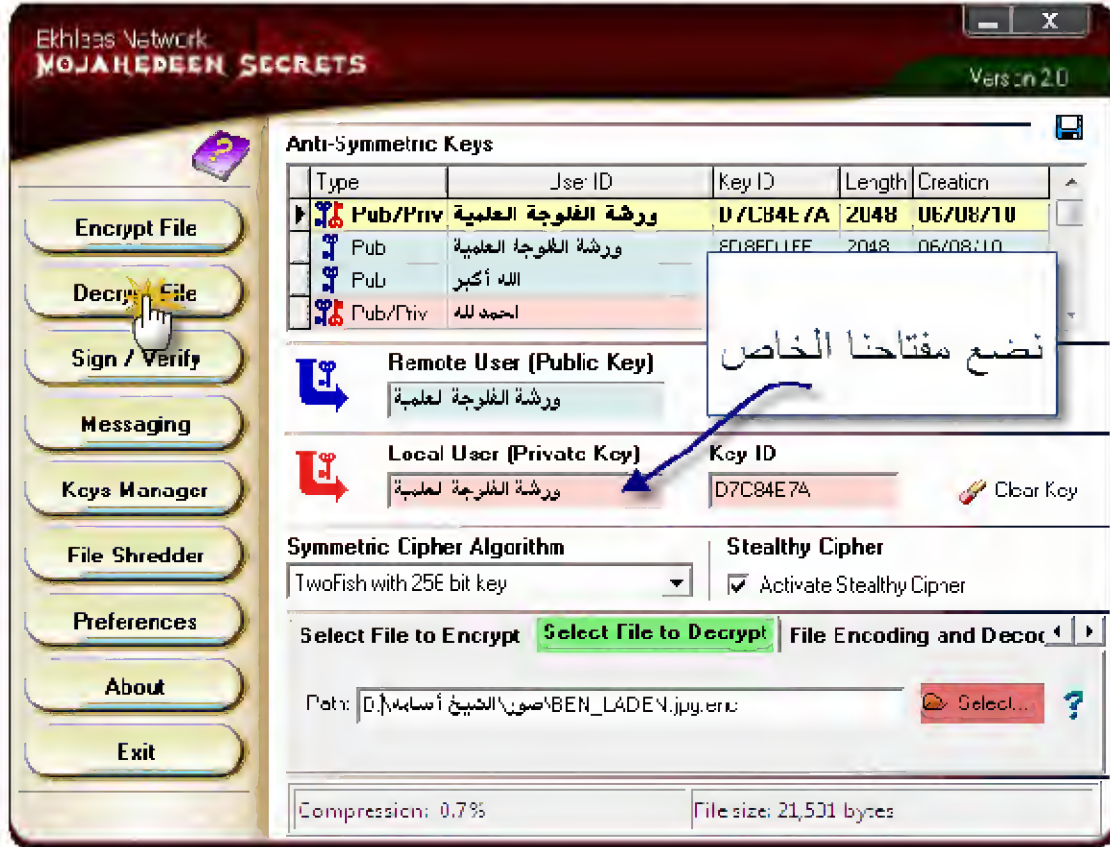 Ekhlaas Network
MOJAHEDEEN SECRETS
Version 2.0
Anti-Symmetric Keys
Type User ID Key ID Length Creation
Pub/Priv ورشة الفلوجة العلمية D7C84E7A 2048 06/08/10
Pub ورشة الفلوجة العلمية 2048 06/08/10
Pub الله أكبر
Pub/Priv الحمد لله
نضع مفتاحنا الخاص
Remote User (Public Key)
ورشة الفلوجة العلمية
Local User (Private Key) Key ID
ورشة الفلوجة العلمية D7C84E7A Clear Key
Symmetric Cipher Algorithm Stealthy Cipher
TwoFish with 256 bit key Activate Stealthy Cipher
Select File to Encrypt Select File to Decrypt File Encoding and Decod
Path: D:\صور\الشيخ أسامه\BEN_LADEN.jpg.enc Select... ?
Compression: 0.7% File size: 21,501 bytes
Encrypt File
Decrypt File
Sign / Verify
Messaging
Keys Manager
File Shredder
Preferences
About
Exit